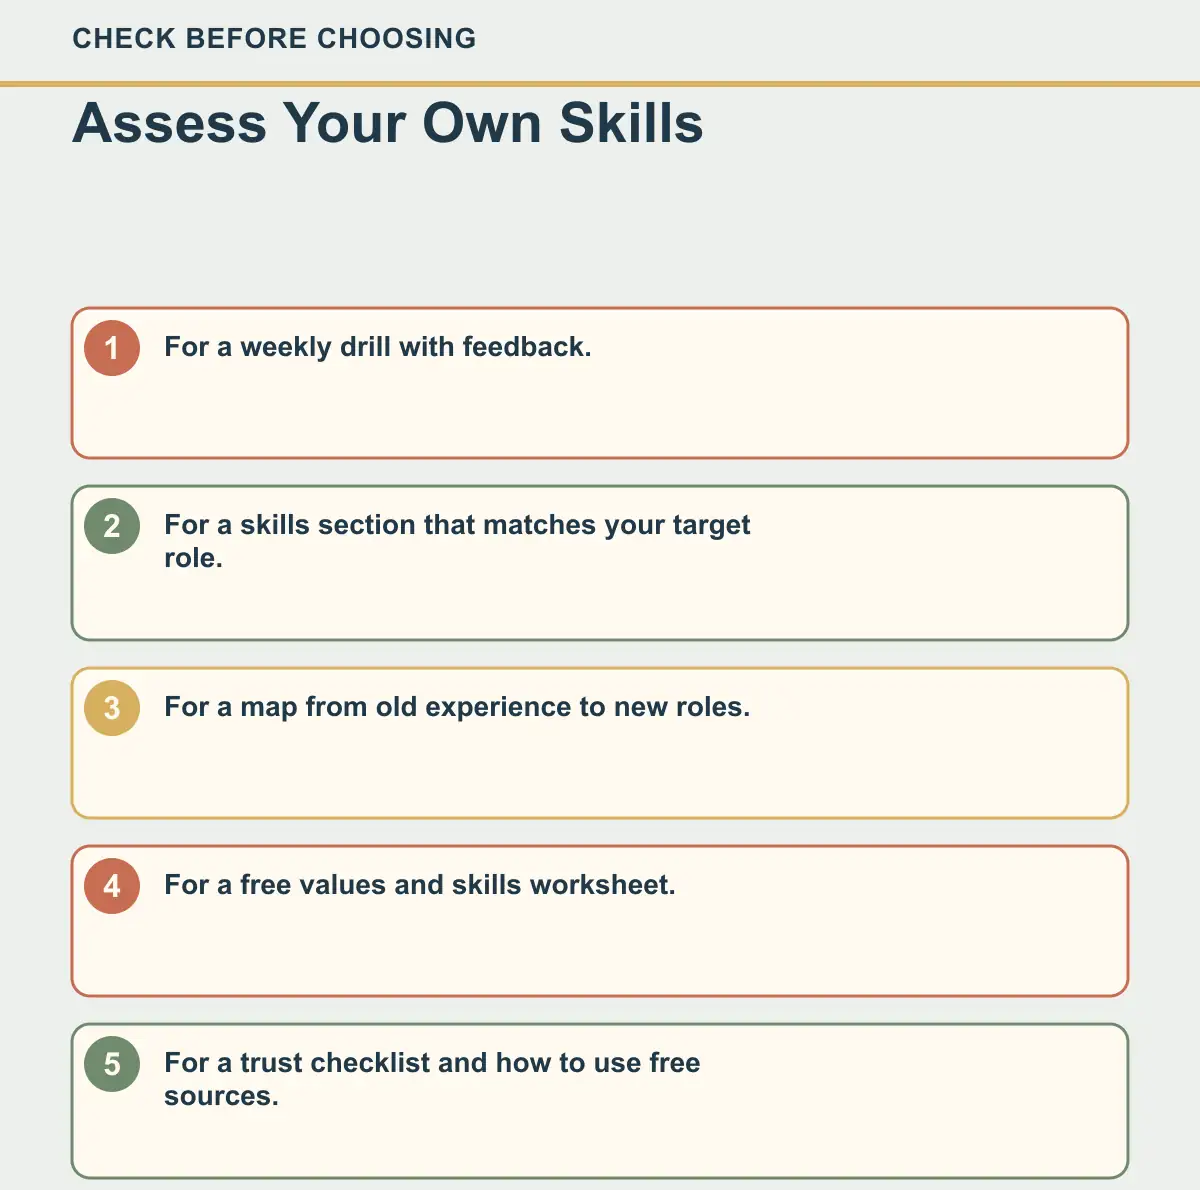 CHECK BEFORE CHOOSING
Assess Your Own Skills
1
For a weekly drill with feedback.
2
For a skills section that matches your target
role.
3
For a map from old experience to new roles.
4
For a free values and skills worksheet.
5
For a trust checklist and how to use free
sources.